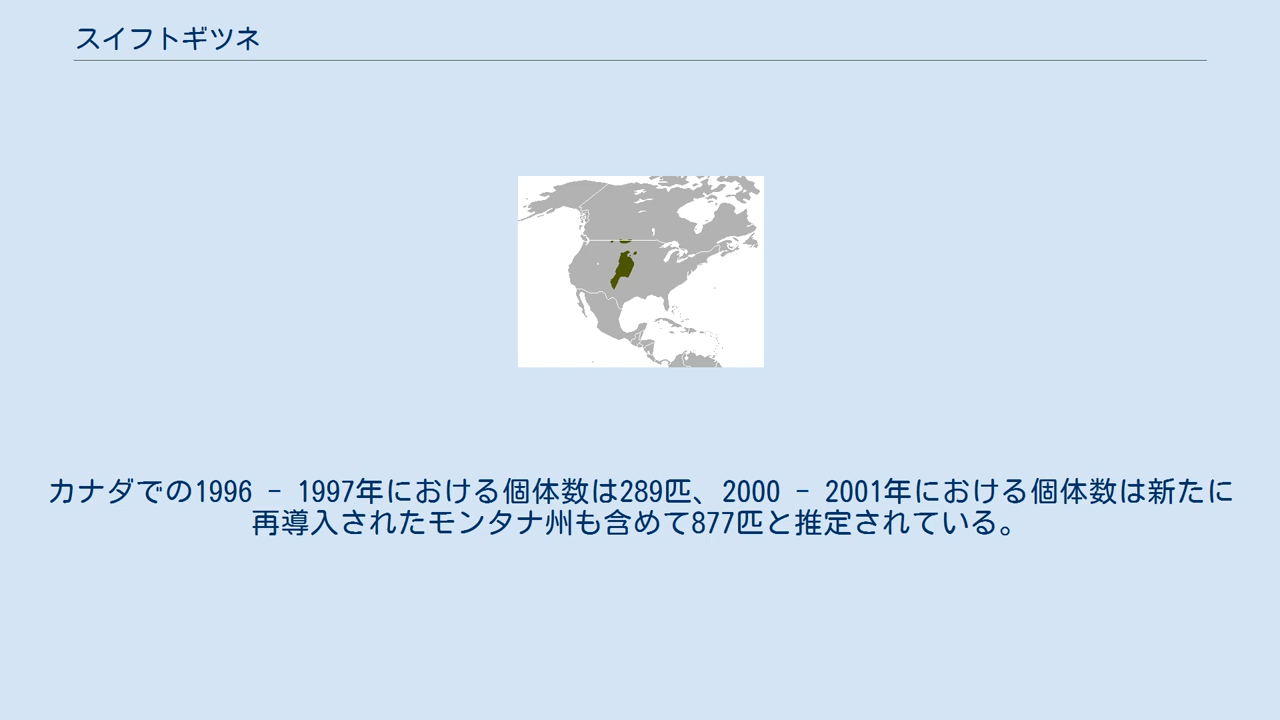 スイフトギツネ
カナダでの1996 - 1997年における個体数は289匹、2000 - 2001年における個体数は新たに
再導入されたモンタナ州も含めて877匹と推定されている。